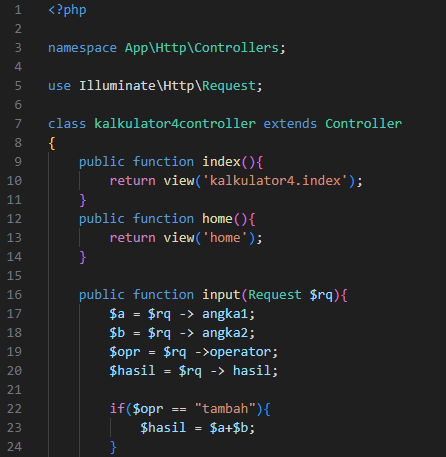 1 <?php
2
3 namespace App\Http\Controllers;
4
5 use Illuminate\Http\Request;
6
7 class kalkulator4controller extends Controller
8 {
9     public function index(){
10         return view('kalkulator4.index');
11     }
12     public function home(){
13         return view('home');
14     }
15
16     public function input(Request $rq){
17         $a = $rq -> angka1;
18         $b = $rq -> angka2;
19         $opr = $rq ->operator;
20         $hasil = $rq -> hasil;
21
22         if($opr == "tambah"){
23             $hasil = $a+$b;
24         }